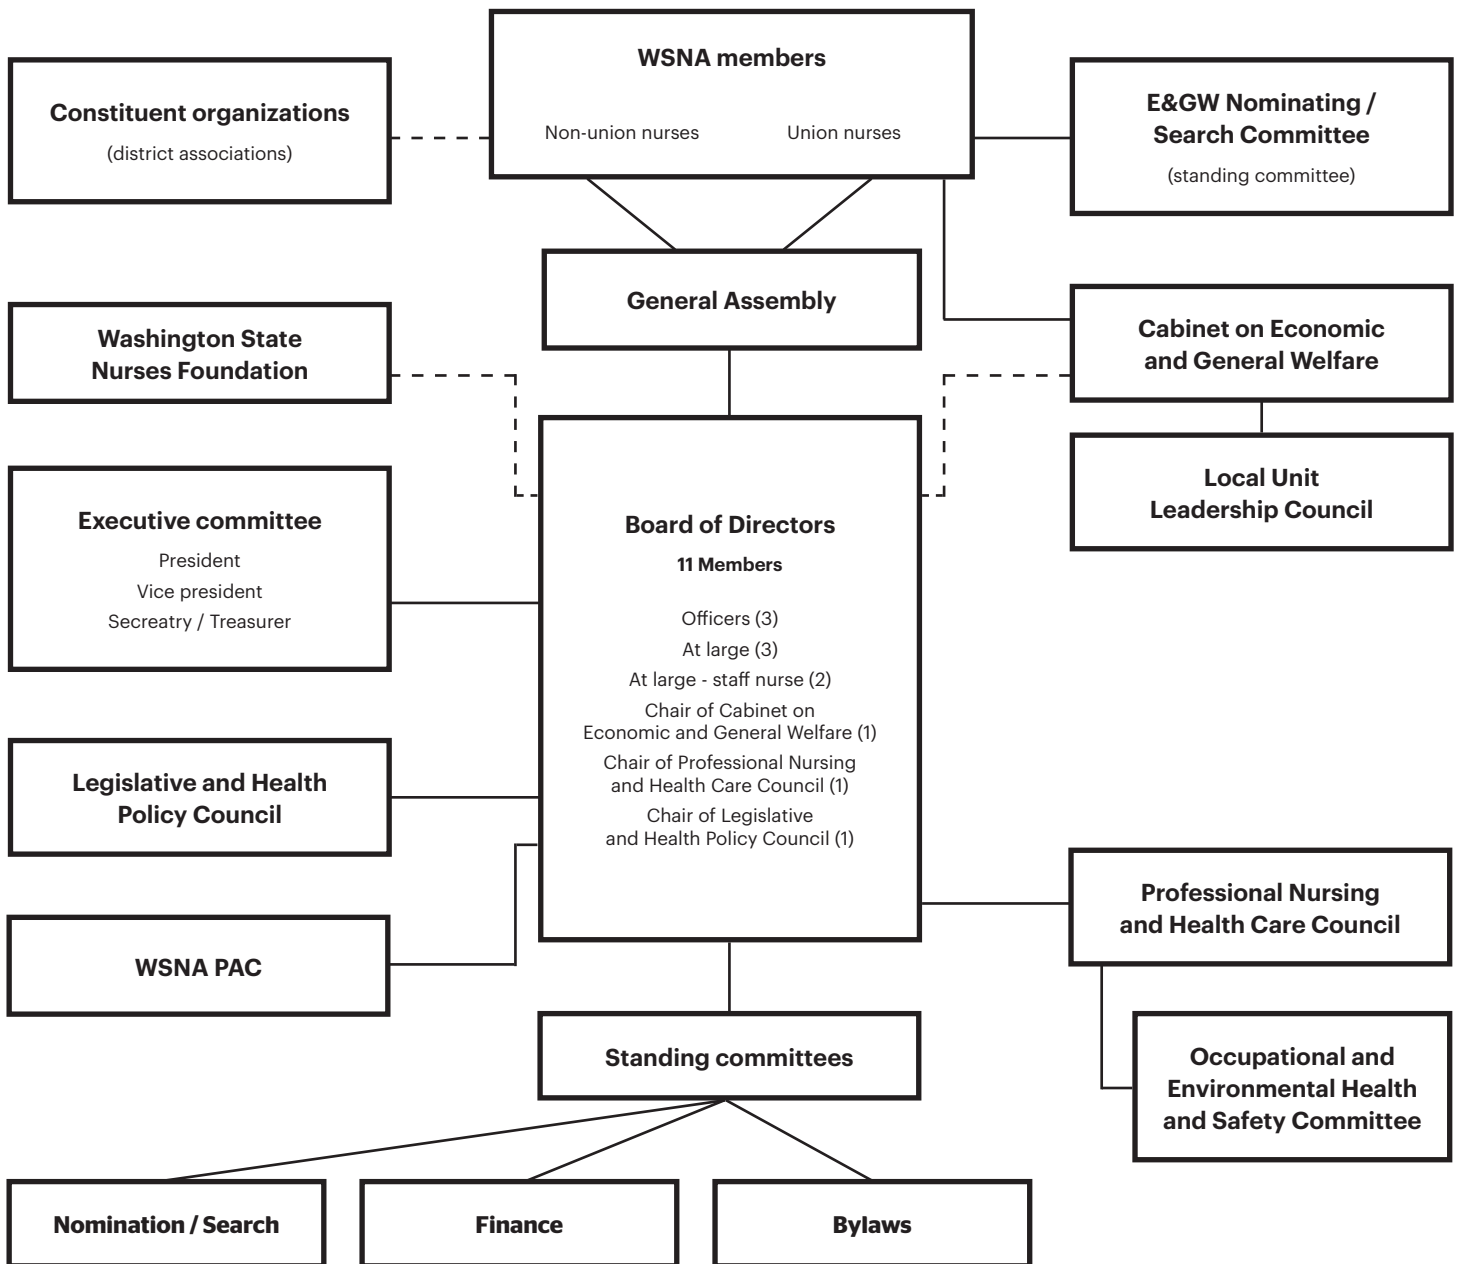 WSNA members
Non-union nurses
Union nurses
Constituent organizations
(district associations)
E&GW Nominating /
Search Committee
(standing committee)
General Assembly
Washington State
Nurses Foundation
Cabinet on Economic
and General Welfare
Local Unit
Leadership Council
Executive committee
President
Vice president
Secreatry / Treasurer
Board of Directors
11 Members
Officers (3)
At large (3)
At large - staff nurse (2)
Chair of Cabinet on
Economic and General Welfare (1)
Chair of Professional Nursing
and Health Care Council (1)
Chair of Legislative
and Health Policy Council (1)
Legislative and Health
Policy Council
WSNA PAC
Professional Nursing
and Health Care Council
Occupational and
Environmental Health
and Safety Committee
Standing committees
Nomination / Search
Finance
Bylaws